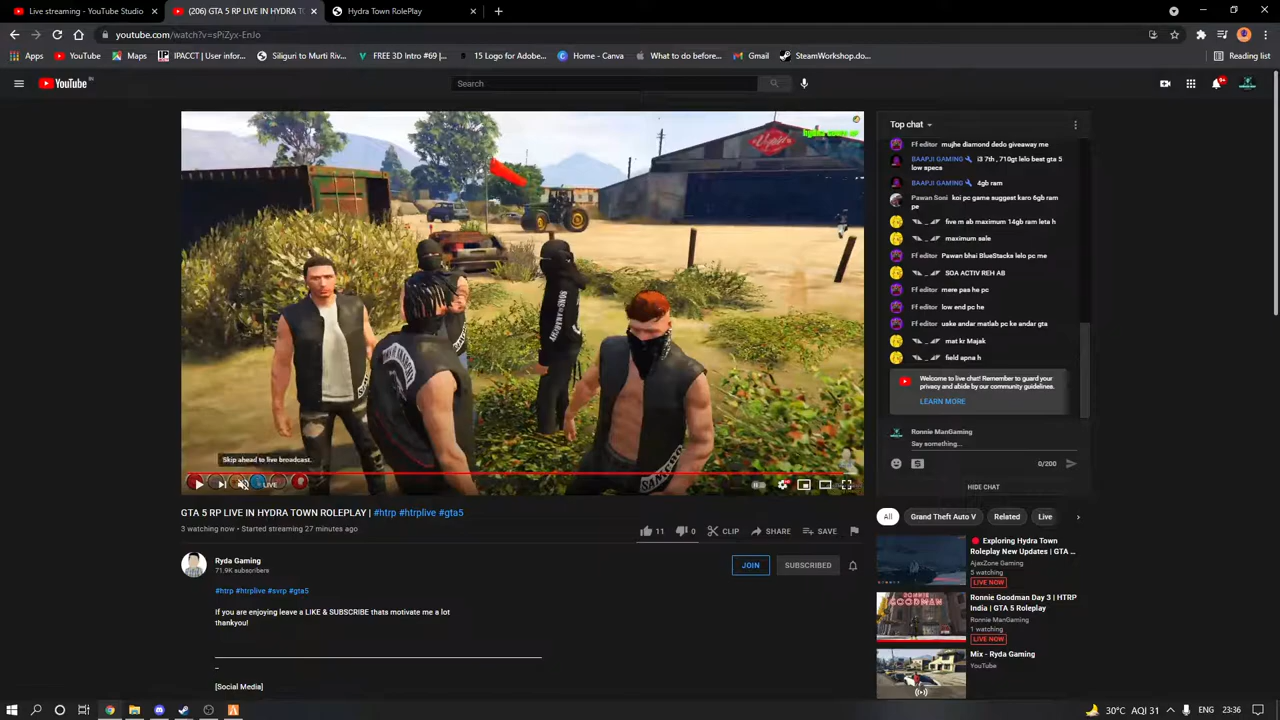 Live streaming - YouTube Studio
(206) GTA 5 RP LIVE IN HYDRA TO
Hydra Town RolePlay
youtube.com/watch?v=sPiZyx-EnJo
Apps
YouTube
Maps
IPACCT | User infor...
Siliguri to Murti Riv...
FREE 3D Intro #69 |...
15 Logo for Adobe...
Home - Canva
What to do before...
Gmail
SteamWorkshop.do...
Reading list
YouTube
IN
Search
9+
Top chat
Ff editor mujhe diamond dedo giveaway me
BAAPJI GAMING i3 7th , 710gt lelo best gta 5
low specs
BAAPJI GAMING 4gb ram
Pawan Soni koi pc game suggest karo 6gb ram
pe
five m ab maximum 14gb ram leta h
maximum sale
Ff editor Pawan bhai BlueStacks lelo pc me
SOA ACTIV REH AB
Ff editor mere pas he pc
Ff editor low end pc he
Ff editor uske andar matlab pc ke andar gta
mat kr Majak
field apna h
Welcome to live chat! Remember to guard your
privacy and abide by our community guidelines.
LEARN MORE
Ronnie ManGaming
Say something...
0/200
HIDE CHAT
Skip ahead to live broadcast.
LIVE
GTA 5 RP LIVE IN HYDRA TOWN ROLEPLAY | #htrp #htrplive #gta5
3 watching now • Started streaming 27 minutes ago
11
0
CLIP
SHARE
SAVE
Ryda Gaming
71.9K subscribers
JOIN
SUBSCRIBED
#htrp #htrplive #svrp #gta5
If you are enjoying leave a LIKE & SUBSCRIBE thats motivate me a lot
thankyou!
[Social Media]
All
Grand Theft Auto V
Related
Live
Exploring Hydra Town
Roleplay New Updates | GTA ...
AjaxZone Gaming
5 watching
LIVE NOW
Ronnie Goodman Day 3 | HTRP
India | GTA 5 Roleplay
Ronnie ManGaming
1 watching
LIVE NOW
Mix - Ryda Gaming
YouTube
30°C AQI 31
ENG
23:36